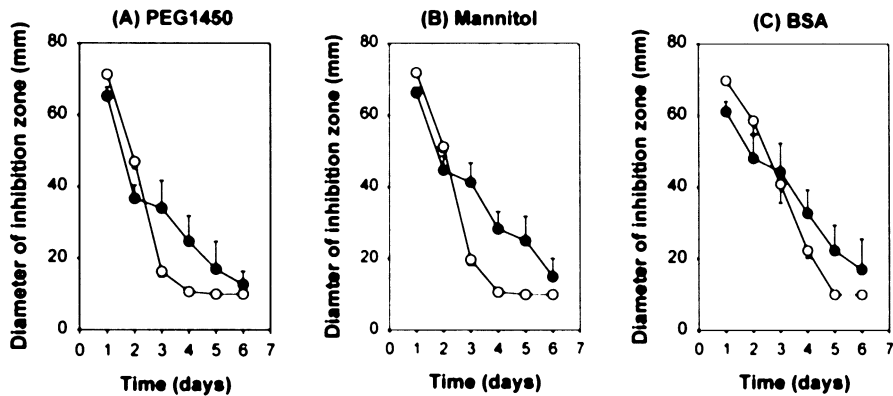 (A) PEG1450
80
60
40
20
0
0 1 2 3 4 5 6 7
Diameter of inhibition zone (mm)
Time (days)
(B) Mannitol
80
60
40
20
0
0 1 2 3 4 5 6 7
Diamter of inhibition zone (mm)
Time (days)
(C) BSA
80
60
40
20
0
0 1 2 3 4 5 6 7
Diameter of inhibition zone (mm)
Time (days)